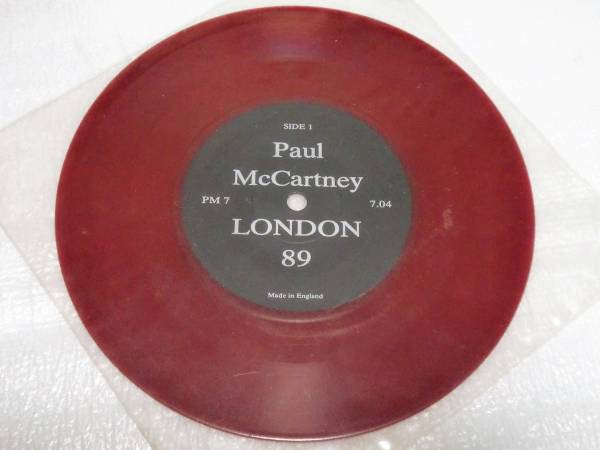 SIDE 1
Paul
McCartney
PM 7 7.04
LONDON
89
Made in England